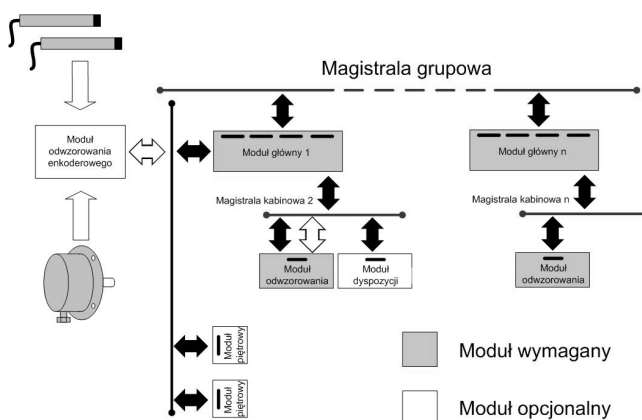 Magistrala grupowa
Moduł
odwzorowania
enkoderowego
Moduł główny 1
Moduł główny n
Magistrala kabinowa 2
Magistrala kabinowa n
Moduł
odwzorowania
Moduł
dyspozycji
Moduł
odwzorowania
Moduł
piętrowy
Moduł
piętrowy
Moduł wymagany
Moduł opcjonalny